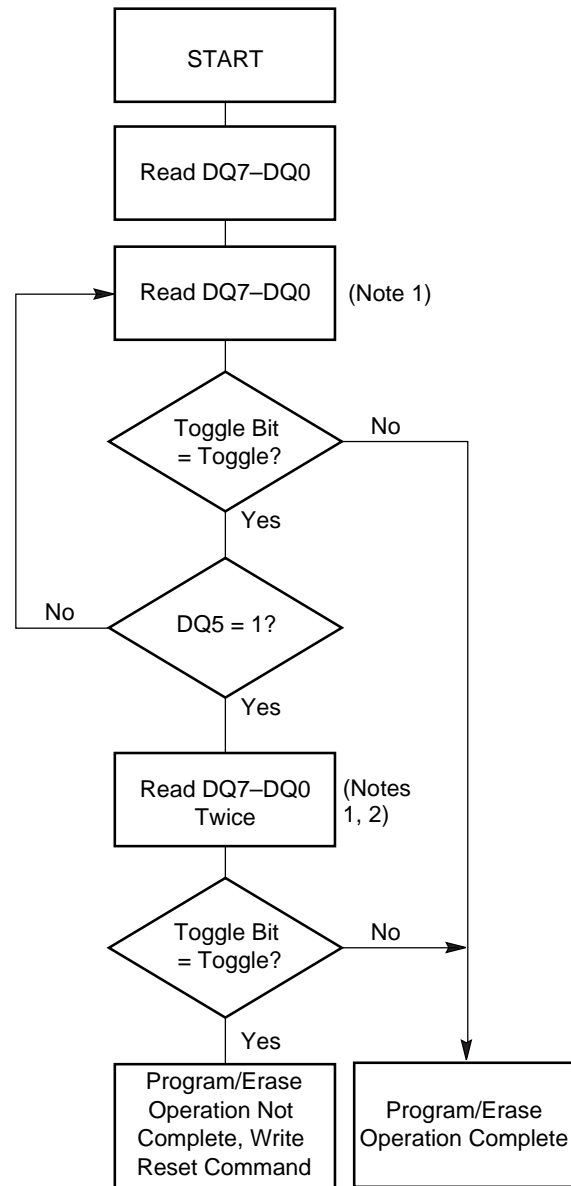 START
Read DQ7–DQ0
Read DQ7–DQ0
(Note 1)
Toggle Bit
= Toggle?
No
Yes
No
DQ5 = 1?
Yes
Read DQ7–DQ0
Twice
(Notes
1, 2)
Toggle Bit
= Toggle?
No
Yes
Program/Erase
Operation Not
Complete, Write
Reset Command
Program/Erase
Operation Complete